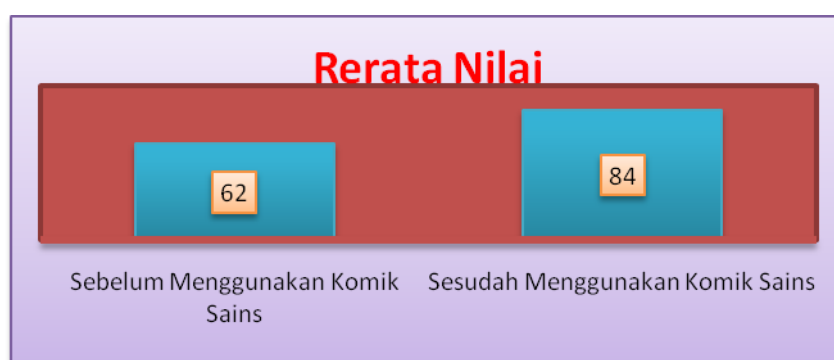 Rerata Nilai
62
84
Sebelum Menggunakan Komik
Sains
Sesudah Menggunakan Komik Sains